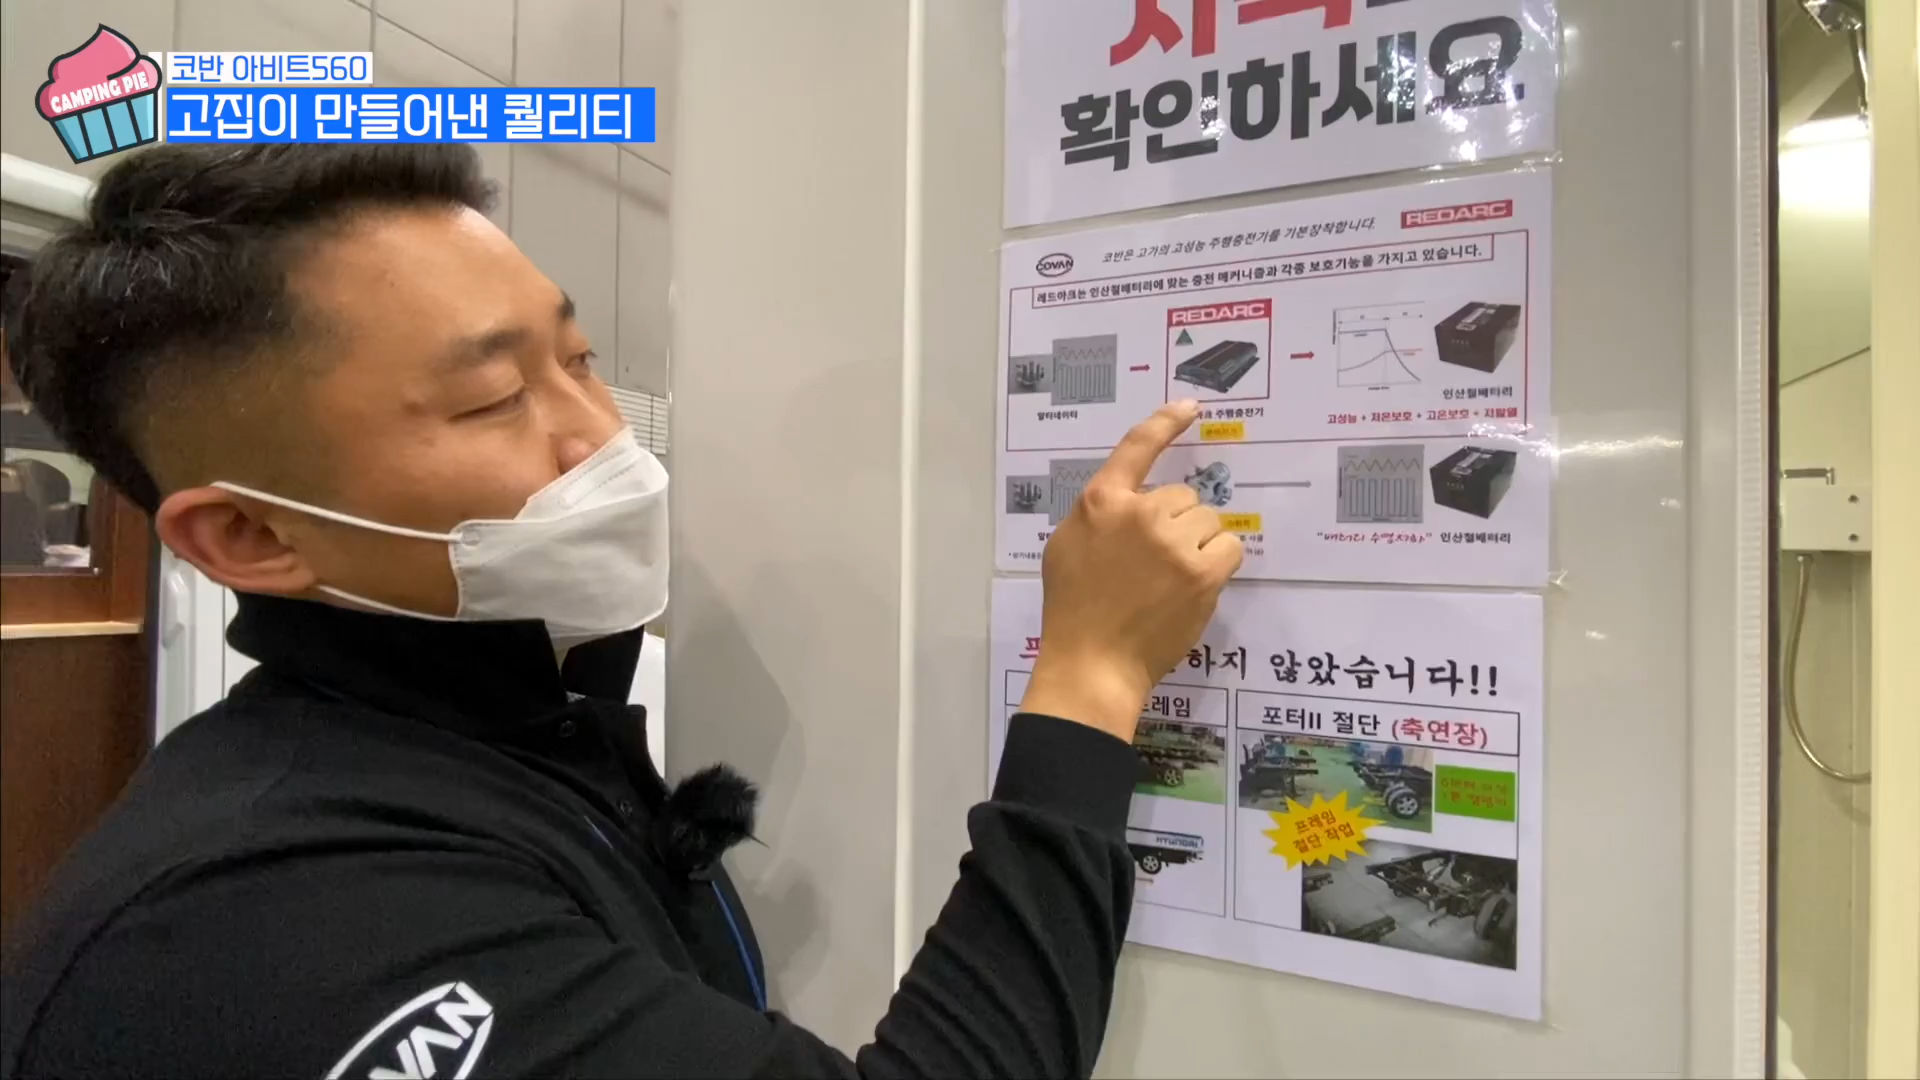 CAMPING PIE
코반 아비트560
고집이 만들어낸 퀄리티
확인하세요
COVAN
코반은 고가의 고성능 주행충전기를 기본장착합니다.
REDARC
레드아크는 인산철배터리에 맞는 충전 메커니즘과 각종 보호기능을 가지고 있습니다.
REDARC
알터네이터
주행충전기
인산철배터리
고성능 + 저온보호 + 고온보호 + 저발열
"배터리 수명저하"
인산철배터리
하지 않았습니다!!
프레임
포터II 절단 (축연장)
프레임
절단 작업
HYUNDAI
COVAN